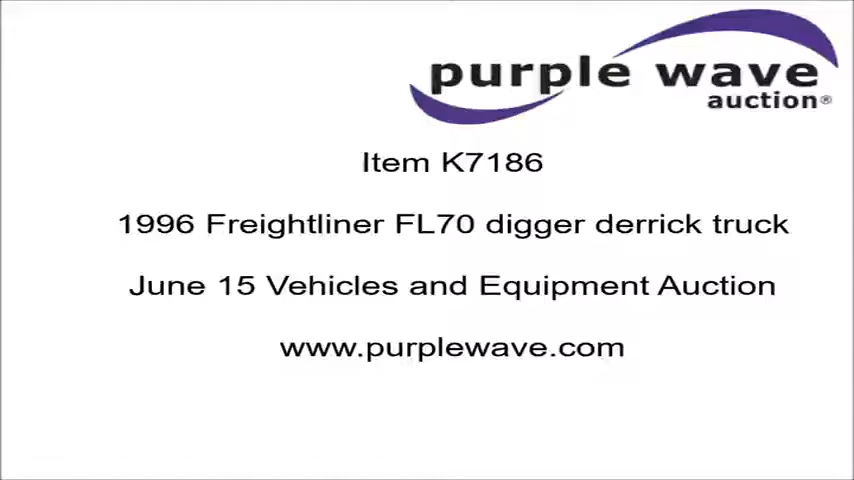 purple wave
auction®
Item K7186
1996 Freightliner FL70 digger derrick truck
June 15 Vehicles and Equipment Auction
www.purplewave.com